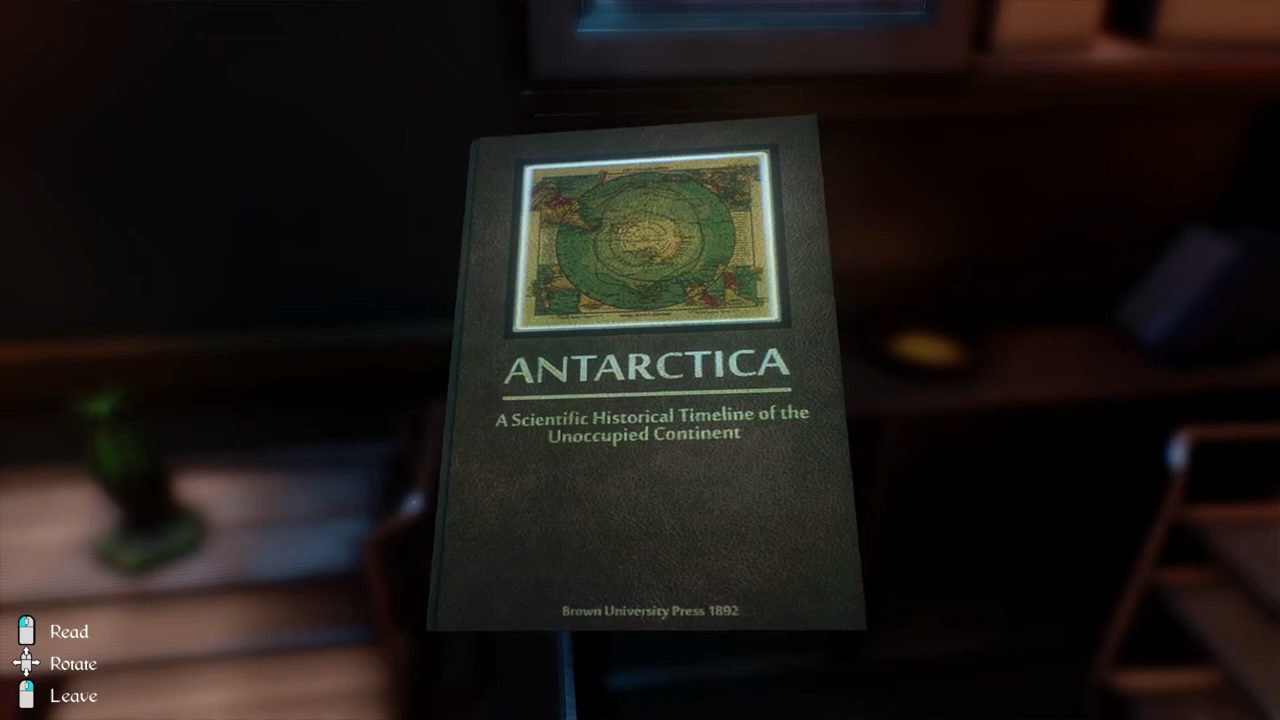 ANTARCTICA
A Scientific Historical Timeline of the
Unoccupied Continent
Brown University Press 1892
Read
Rotate
Leave